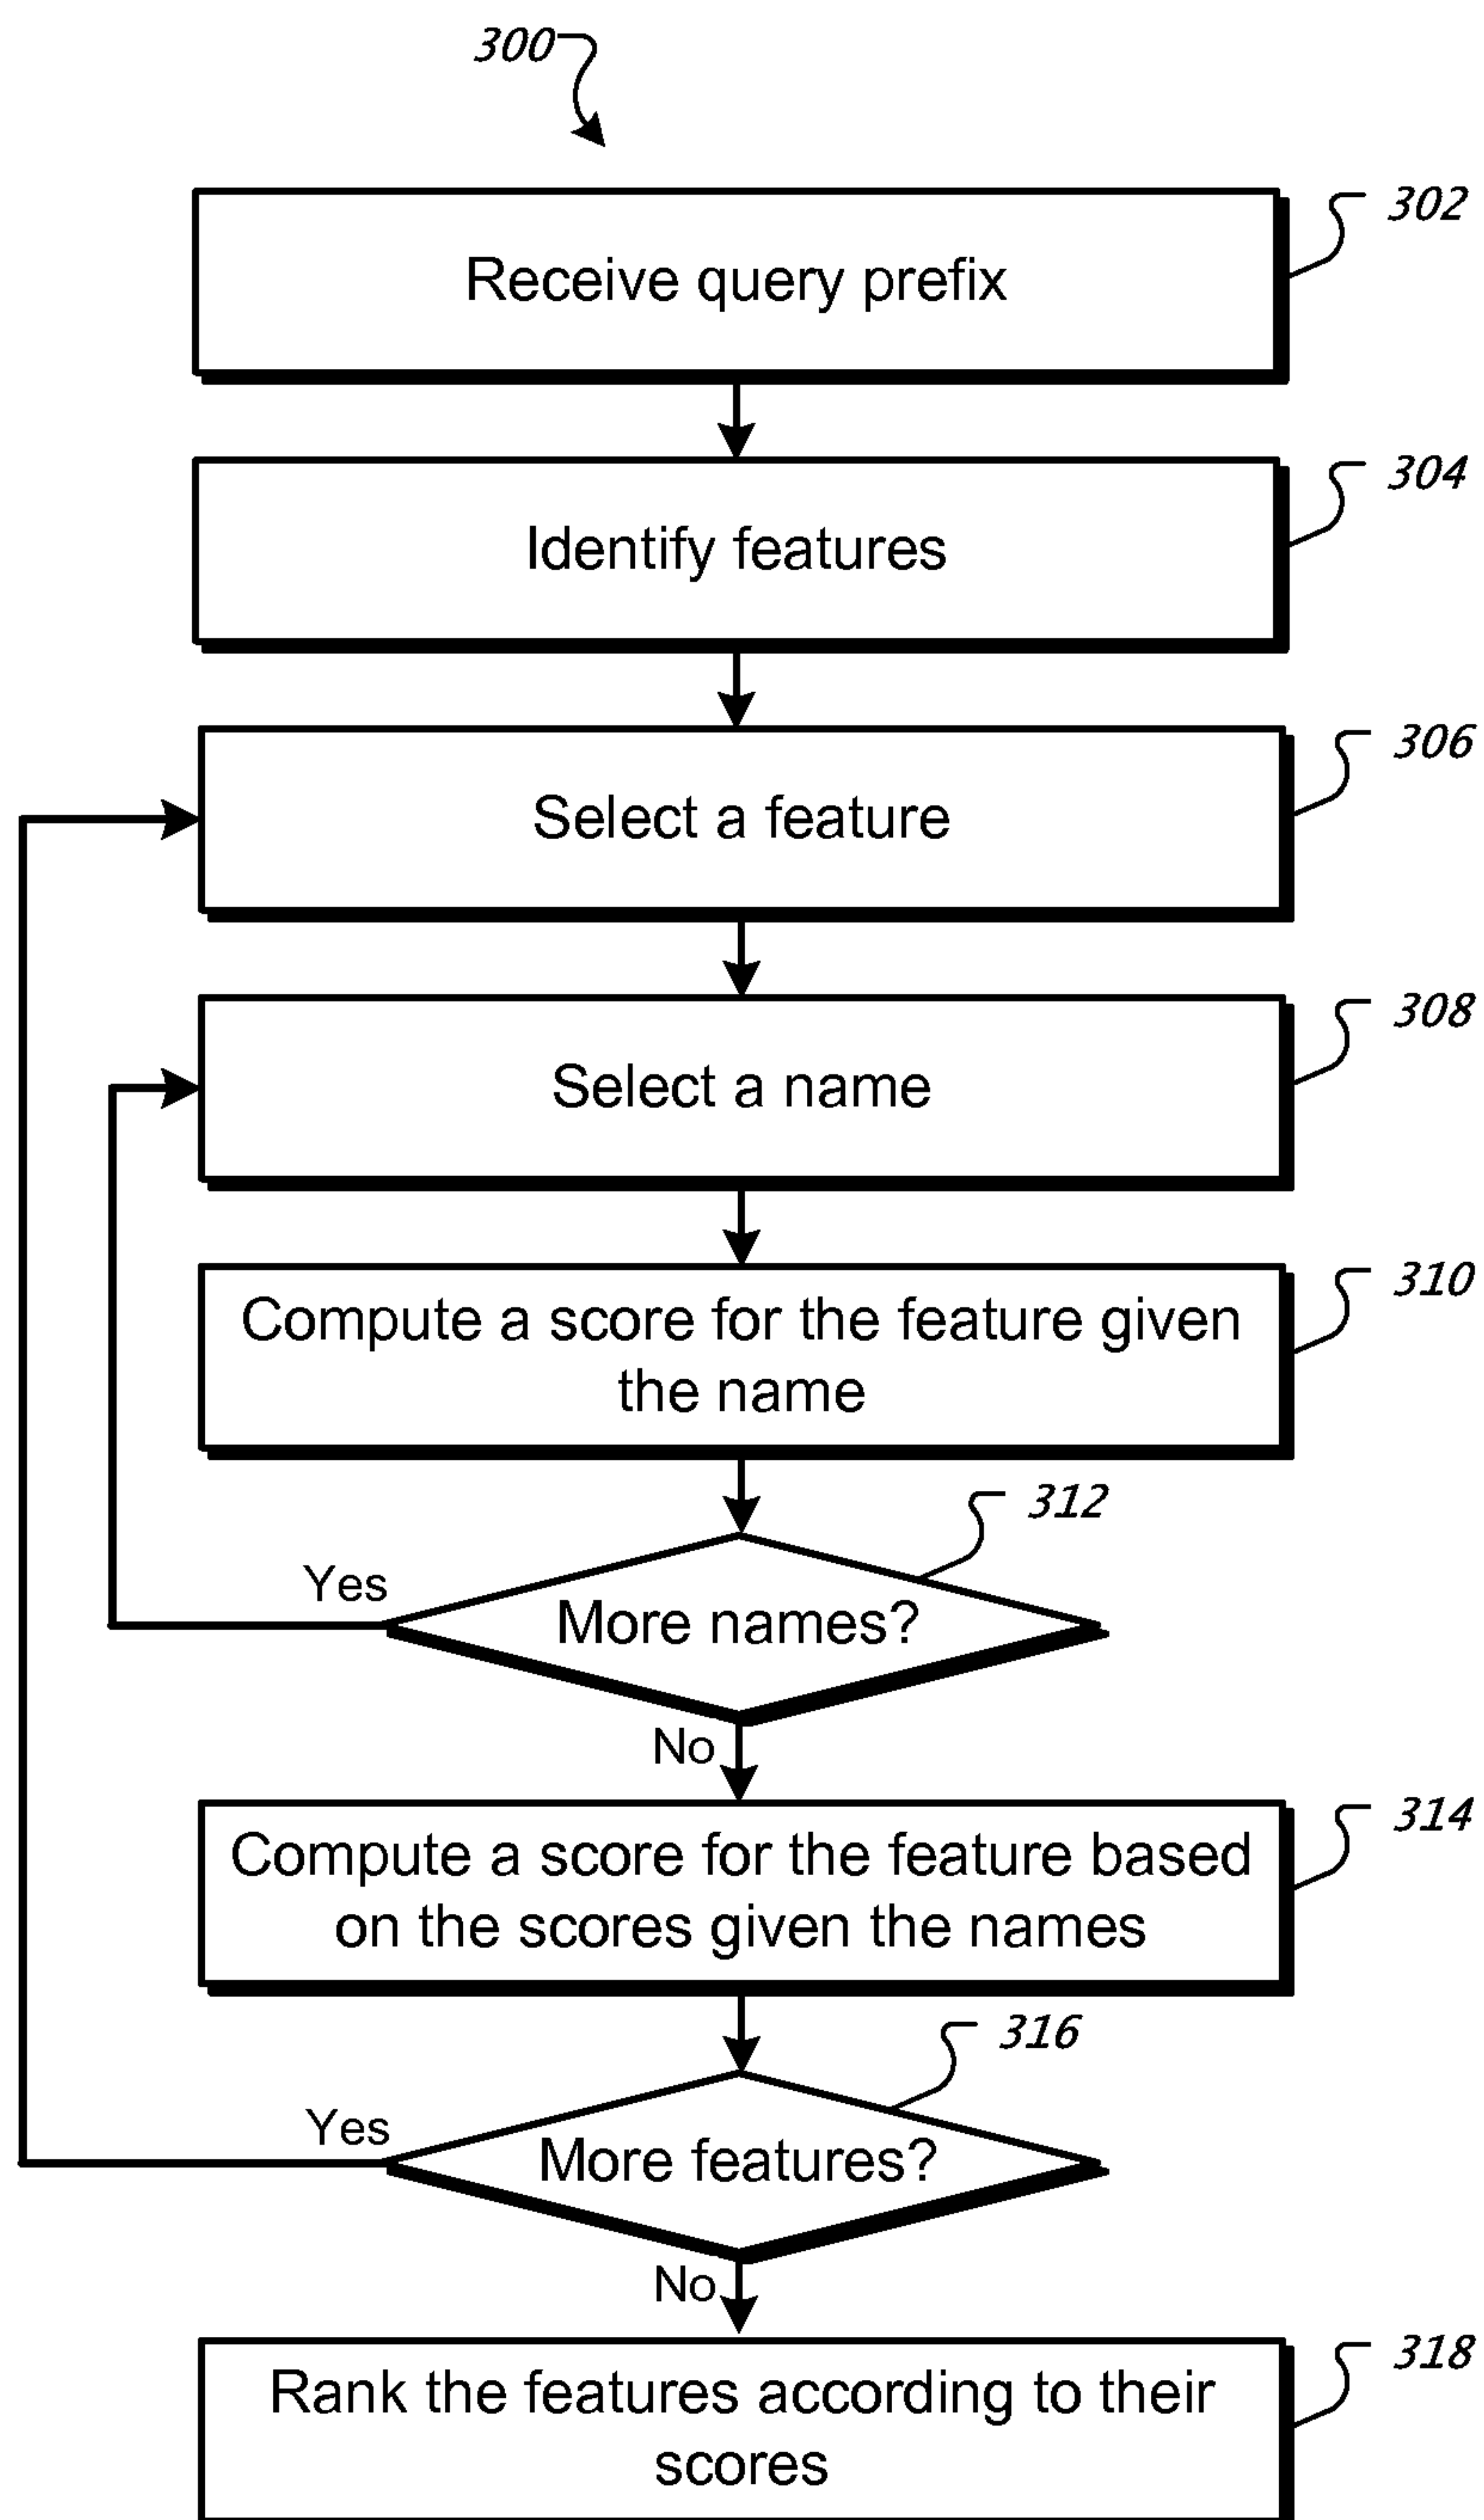 300
Receive query prefix
302
Identify features
304
Select a feature
306
Select a name
308
Compute a score for the feature given
the name
310
More names?
312
Yes
No
Compute a score for the feature based
on the scores given the names
314
More features?
316
Yes
No
Rank the features according to their
scores
318